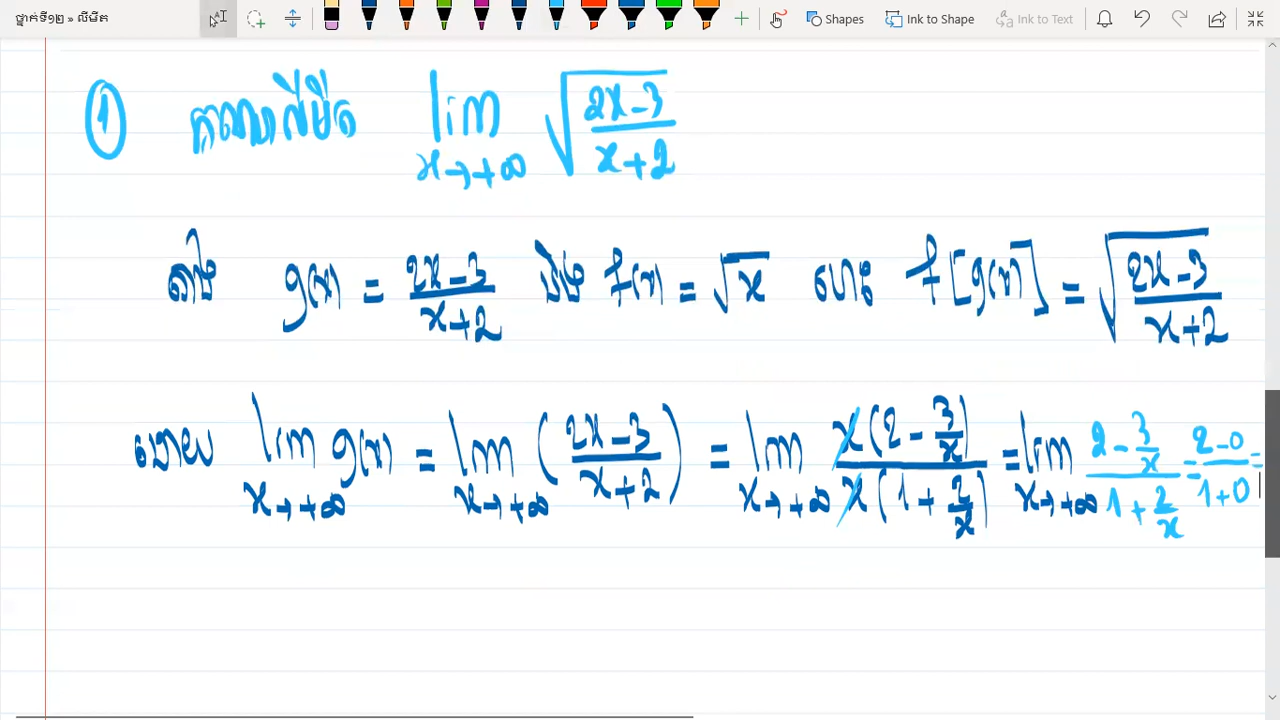 ថ្នាក់ទី១២ » លីមីត Shapes Ink to Shape Ink to Text
① គណនាលីមីត lim x→+∞ √((2x−3)/(x+2))
តាង g(x) = (2x−3)/(x+2) និង f(x) = √x នោះ f[g(x)] = √((2x−3)/(x+2))
ដោយ lim x→+∞ g(x) = lim x→+∞ ((2x−3)/(x+2)) = lim x→+∞ x(2 − 3/x)/x(1 + 2/x) = lim x→+∞ (2 − 3/x)/(1 + 2/x) = (2−0)/(1+0) =